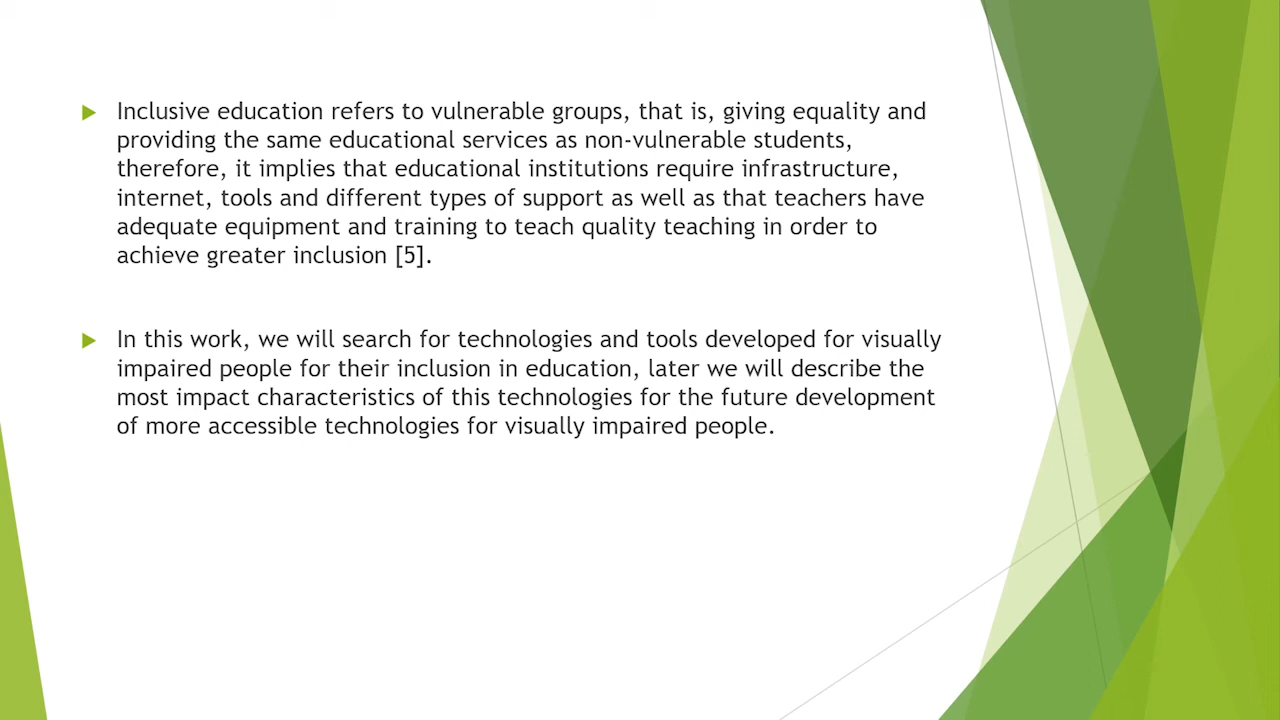 Inclusive education refers to vulnerable groups, that is, giving equality and
providing the same educational services as non-vulnerable students,
therefore, it implies that educational institutions require infrastructure,
internet, tools and different types of support as well as that teachers have
adequate equipment and training to teach quality teaching in order to
achieve greater inclusion [5].
In this work, we will search for technologies and tools developed for visually
impaired people for their inclusion in education, later we will describe the
most impact characteristics of this technologies for the future development
of more accessible technologies for visually impaired people.